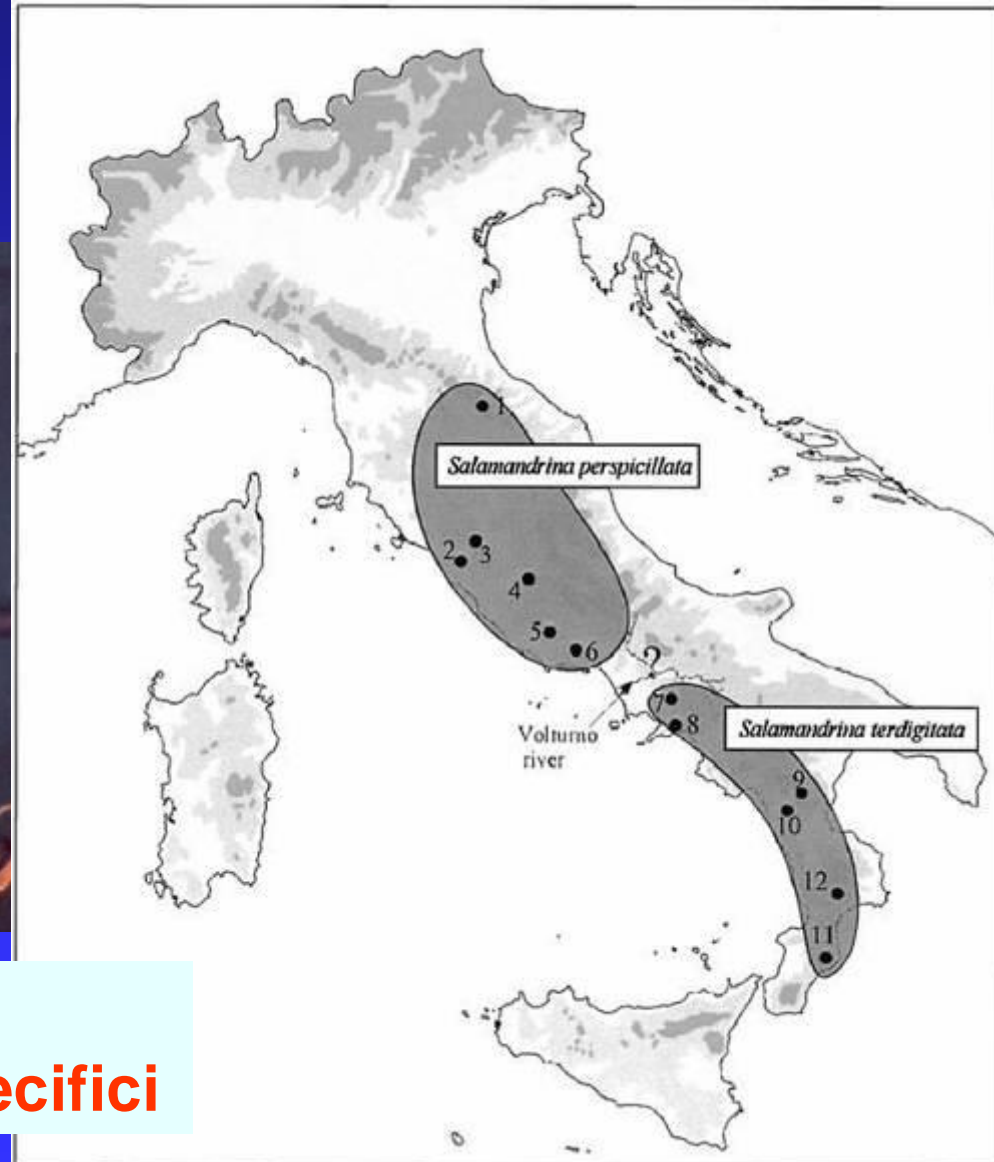 1
Salamandrina perspicillata
2
3
4
5
6
?
7
Volturno
river
8
Salamandrina terdigitata
9
10
12
11
ecifici